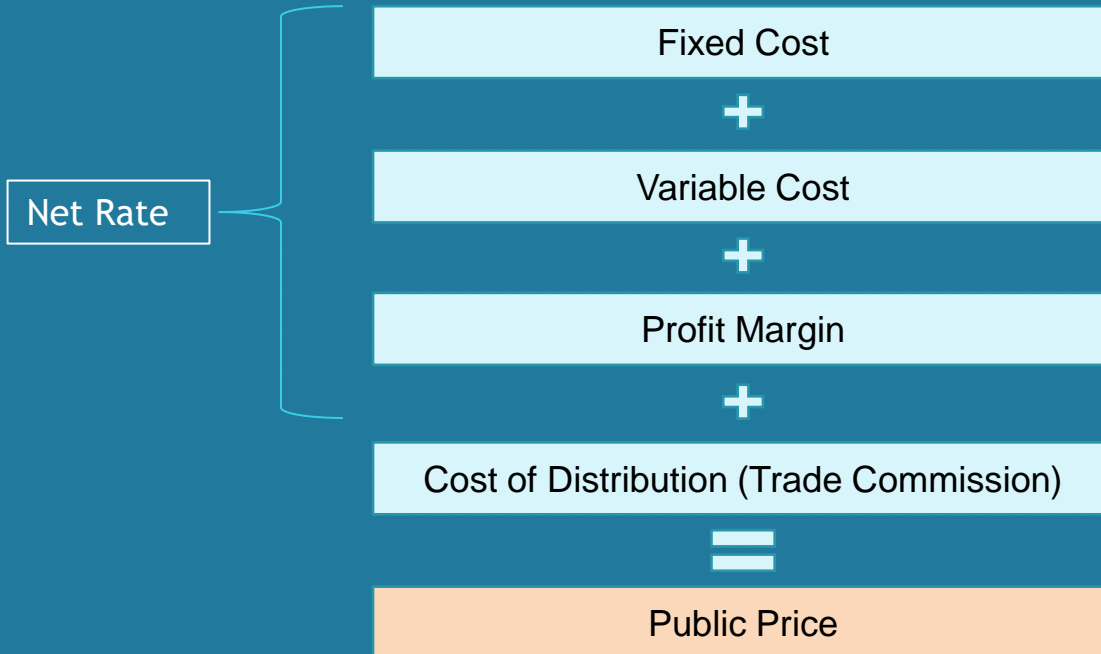 Fixed Cost
+
Variable Cost
Net Rate
+
Profit Margin
+
Cost of Distribution (Trade Commission)
=
Public Price